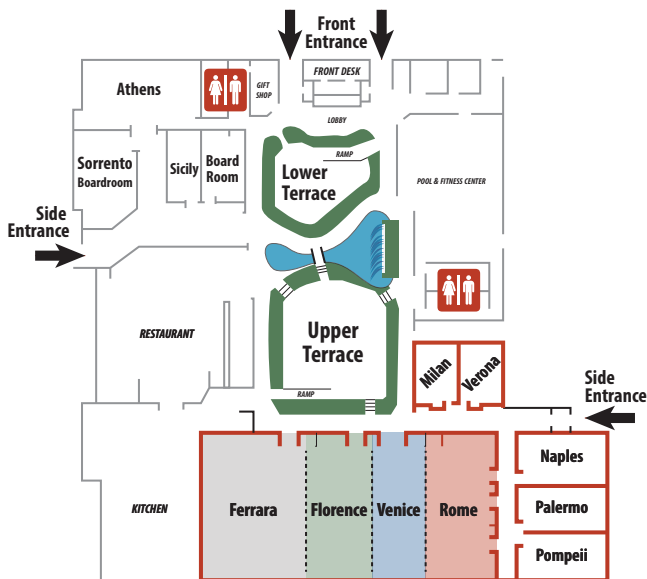 Front
Entrance
FRONT DESK
Athens
GIFT
SHOP
LOBBY
RAMP
Sorrento
Boardroom
Sicily
Board
Room
Lower
Terrace
POOL & FITNESS CENTER
Side
Entrance
RESTAURANT
Upper
Terrace
Milan
Verona
Side
Entrance
RAMP
Naples
KITCHEN
Ferrara
Florence
Venice
Rome
Palermo
Pompeii